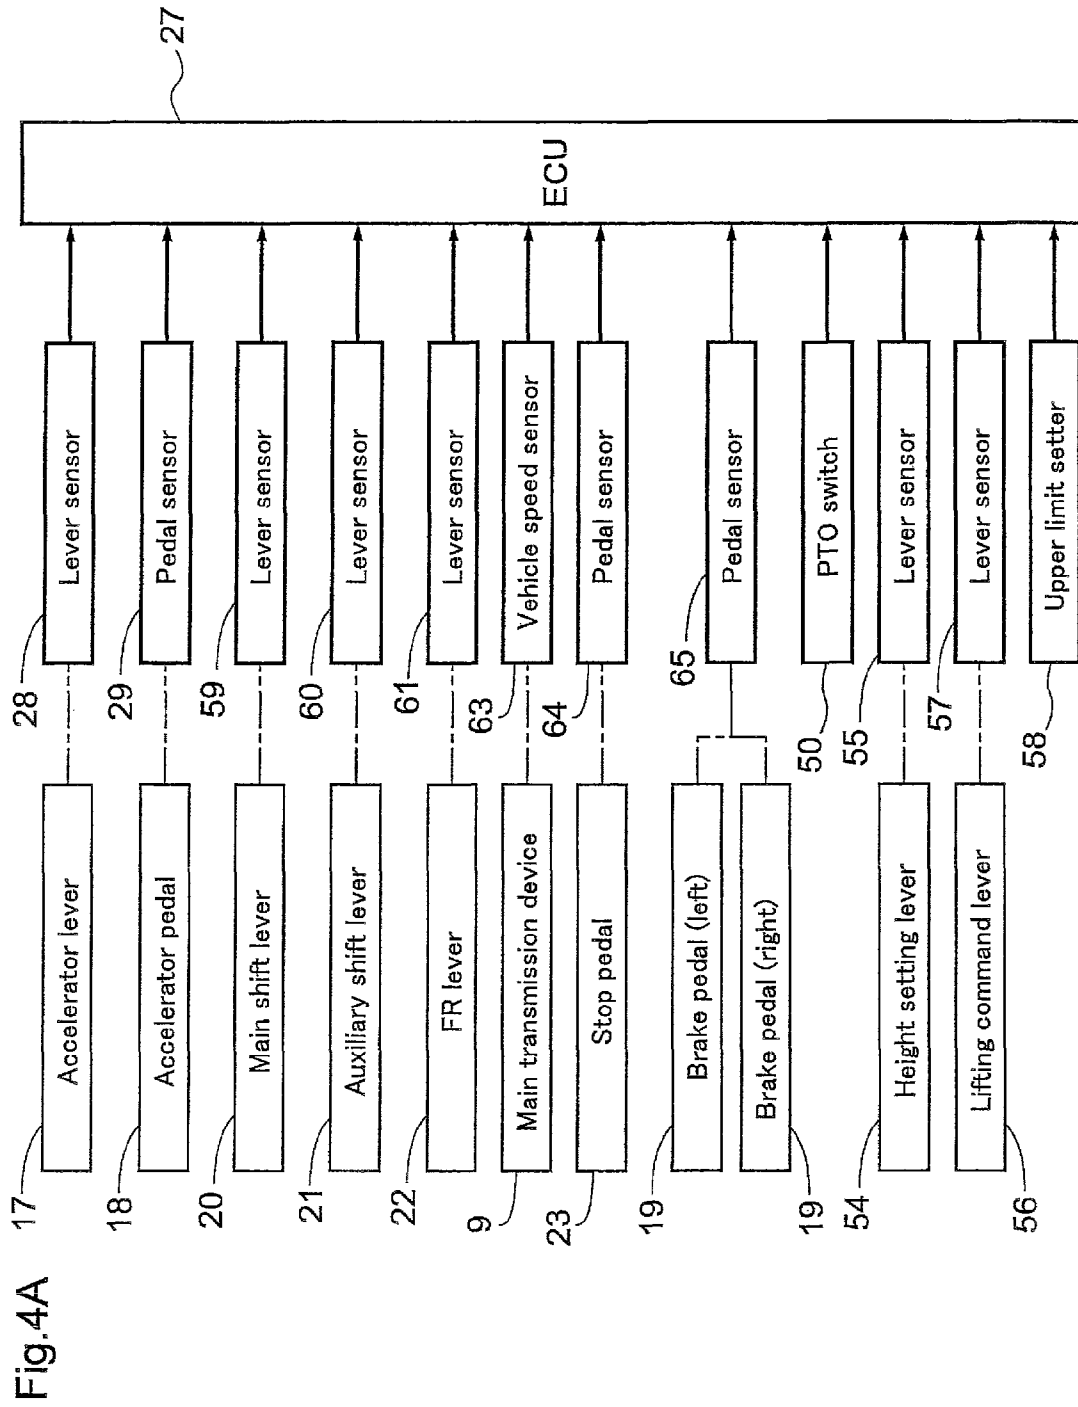 Fig.4A
17
Accelerator lever
28
Lever sensor
18
Accelerator pedal
29
Pedal sensor
20
Main shift lever
59
Lever sensor
21
Auxiliary shift lever
60
Lever sensor
22
FR lever
61
Lever sensor
9
Main transmission device
63
Vehicle speed sensor
23
Stop pedal
64
Pedal sensor
19
Brake pedal (left)
19
Brake pedal (right)
65
Pedal sensor
50
PTO switch
54
Height setting lever
55
Lever sensor
56
Lifting command lever
57
Lever sensor
58
Upper limit setter
ECU
27